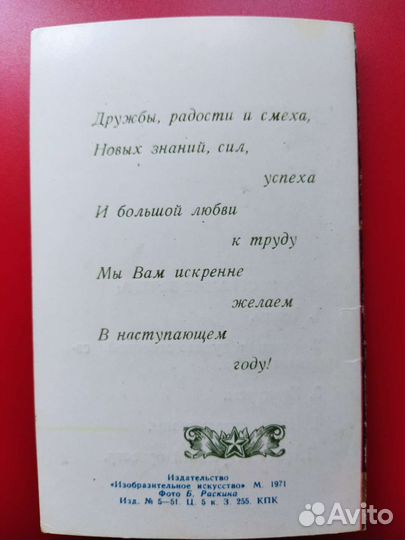 Дружбы, радости и смеха,
Новых знаний, сил,
успеха
И большой любви
к труду
Мы Вам искренне
желаем
В наступающем
году!
Издательство
«Изобразительное искусство» М. 1971
Фото Б. Раскина
Изд. № 5—51. Ц. 5 к. З. 255. КПК
Avito